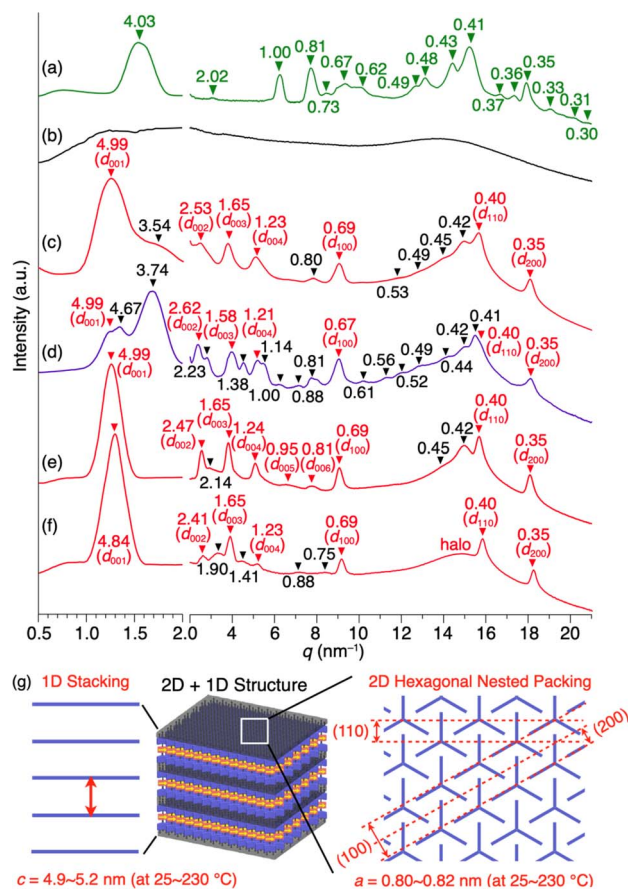 4.03
(a)
2.02
1.00
0.81
0.73
0.67
0.62
0.49
0.48
0.43
0.41
0.37
0.36
0.35
0.33
0.31
0.30
(b)
4.99
(d001)
(c)
3.54
2.53
(d002)
1.65
(d003)
1.23
(d004)
0.80
0.69
(d100)
0.53
0.49
0.45
0.42
0.40
(d110)
0.35
(d200)
(d)
4.99
(d001)
4.67
3.74
2.62
(d002)
2.23
1.58
(d003)
1.38
1.21
(d004)
1.14
1.00
0.88
0.81
0.67
(d100)
0.61
0.56
0.52
0.49
0.44
0.42
0.41
0.40
(d110)
0.35
(d200)
(e)
4.99
(d001)
2.47
(d002)
2.14
1.65
(d003)
1.24
(d004)
0.95
(d005)
0.81
(d006)
0.69
(d100)
0.45
0.42
0.40
(d110)
0.35
(d200)
(f)
4.84
(d001)
2.41
(d002)
1.90
1.65
(d003)
1.41
1.23
(d004)
0.88
0.75
0.69
(d100)
halo
0.40
(d110)
0.35
(d200)
Intensity (a.u.)
0.5 1.0 1.5 2.0 2.0 4 6 8 10 12 14 16 18 20
q (nm⁻¹)
(g) 1D Stacking
2D + 1D Structure
2D Hexagonal Nested Packing
(110)
(200)
(100)
c = 4.9~5.2 nm (at 25~230 °C)
a = 0.80~0.82 nm (at 25~230 °C)